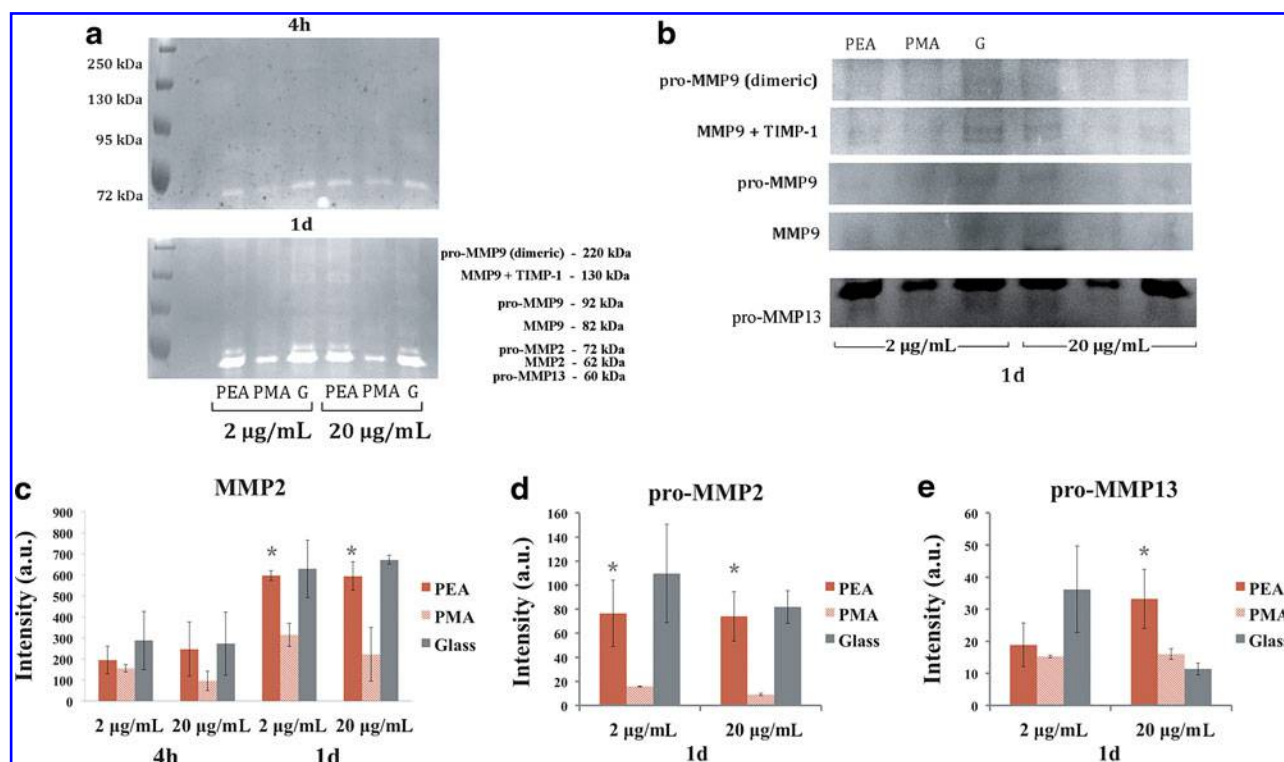 a
4h
250 kDa
130 kDa
95 kDa
72 kDa
1d
pro-MMP9 (dimeric) - 220 kDa
MMP9 + TIMP-1 - 130 kDa
pro-MMP9 - 92 kDa
MMP9 - 82 kDa
pro-MMP2 - 72 kDa
MMP2 - 62 kDa
pro-MMP13 - 60 kDa
PEA PMA G PEA PMA G
2 µg/mL 20 µg/mL
b
PEA PMA G
pro-MMP9 (dimeric)
MMP9 + TIMP-1
pro-MMP9
MMP9
pro-MMP13
2 µg/mL 20 µg/mL
1d
c
MMP2
Intensity (a.u.)
900
800
700
600
500
400
300
200
100
0
* *
PEA
PMA
Glass
2 µg/mL 20 µg/mL 2 µg/mL 20 µg/mL
4h 1d
d
pro-MMP2
Intensity (a.u.)
160
140
120
100
80
60
40
20
0
* *
PEA
PMA
Glass
2 µg/mL 20 µg/mL
1d
e
pro-MMP13
Intensity (a.u.)
60
50
40
30
20
10
0
*
PEA
PMA
Glass
2 µg/mL 20 µg/mL
1d